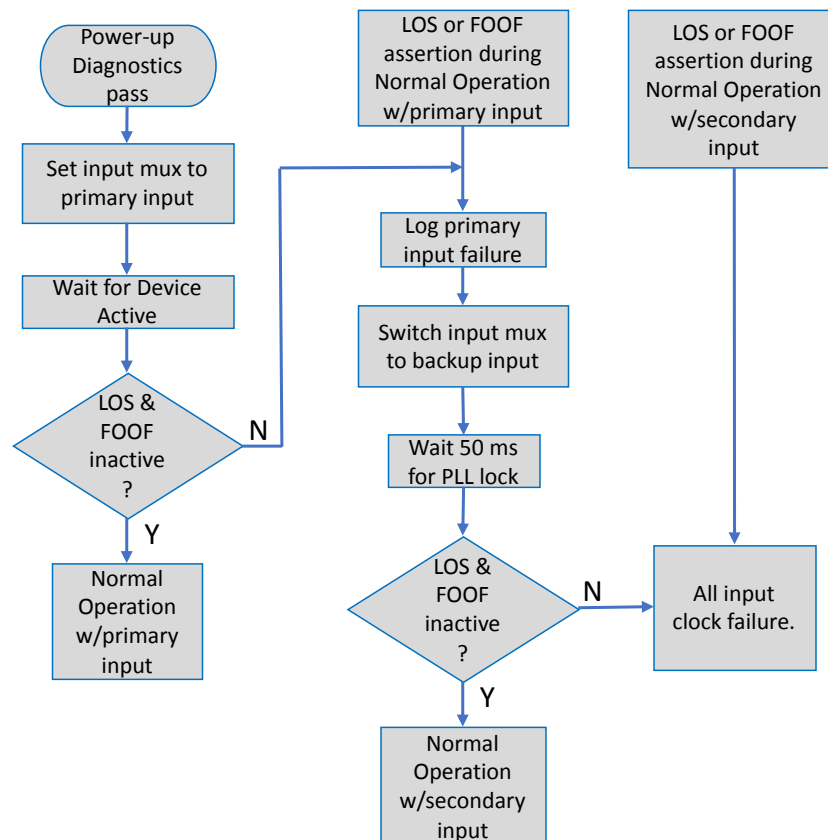 Power-up
Diagnostics
pass
Set input mux to
primary input
Wait for Device
Active
LOS &
FOOF
inactive
?
N
Y
Normal
Operation
w/primary
input
LOS or FOOF
assertion during
Normal Operation
w/primary input
Log primary
input failure
Switch input mux
to backup input
Wait 50 ms
for PLL lock
LOS &
FOOF
inactive
?
N
Y
Normal
Operation
w/secondary
input
LOS or FOOF
assertion during
Normal Operation
w/secondary
input
All input
clock failure.